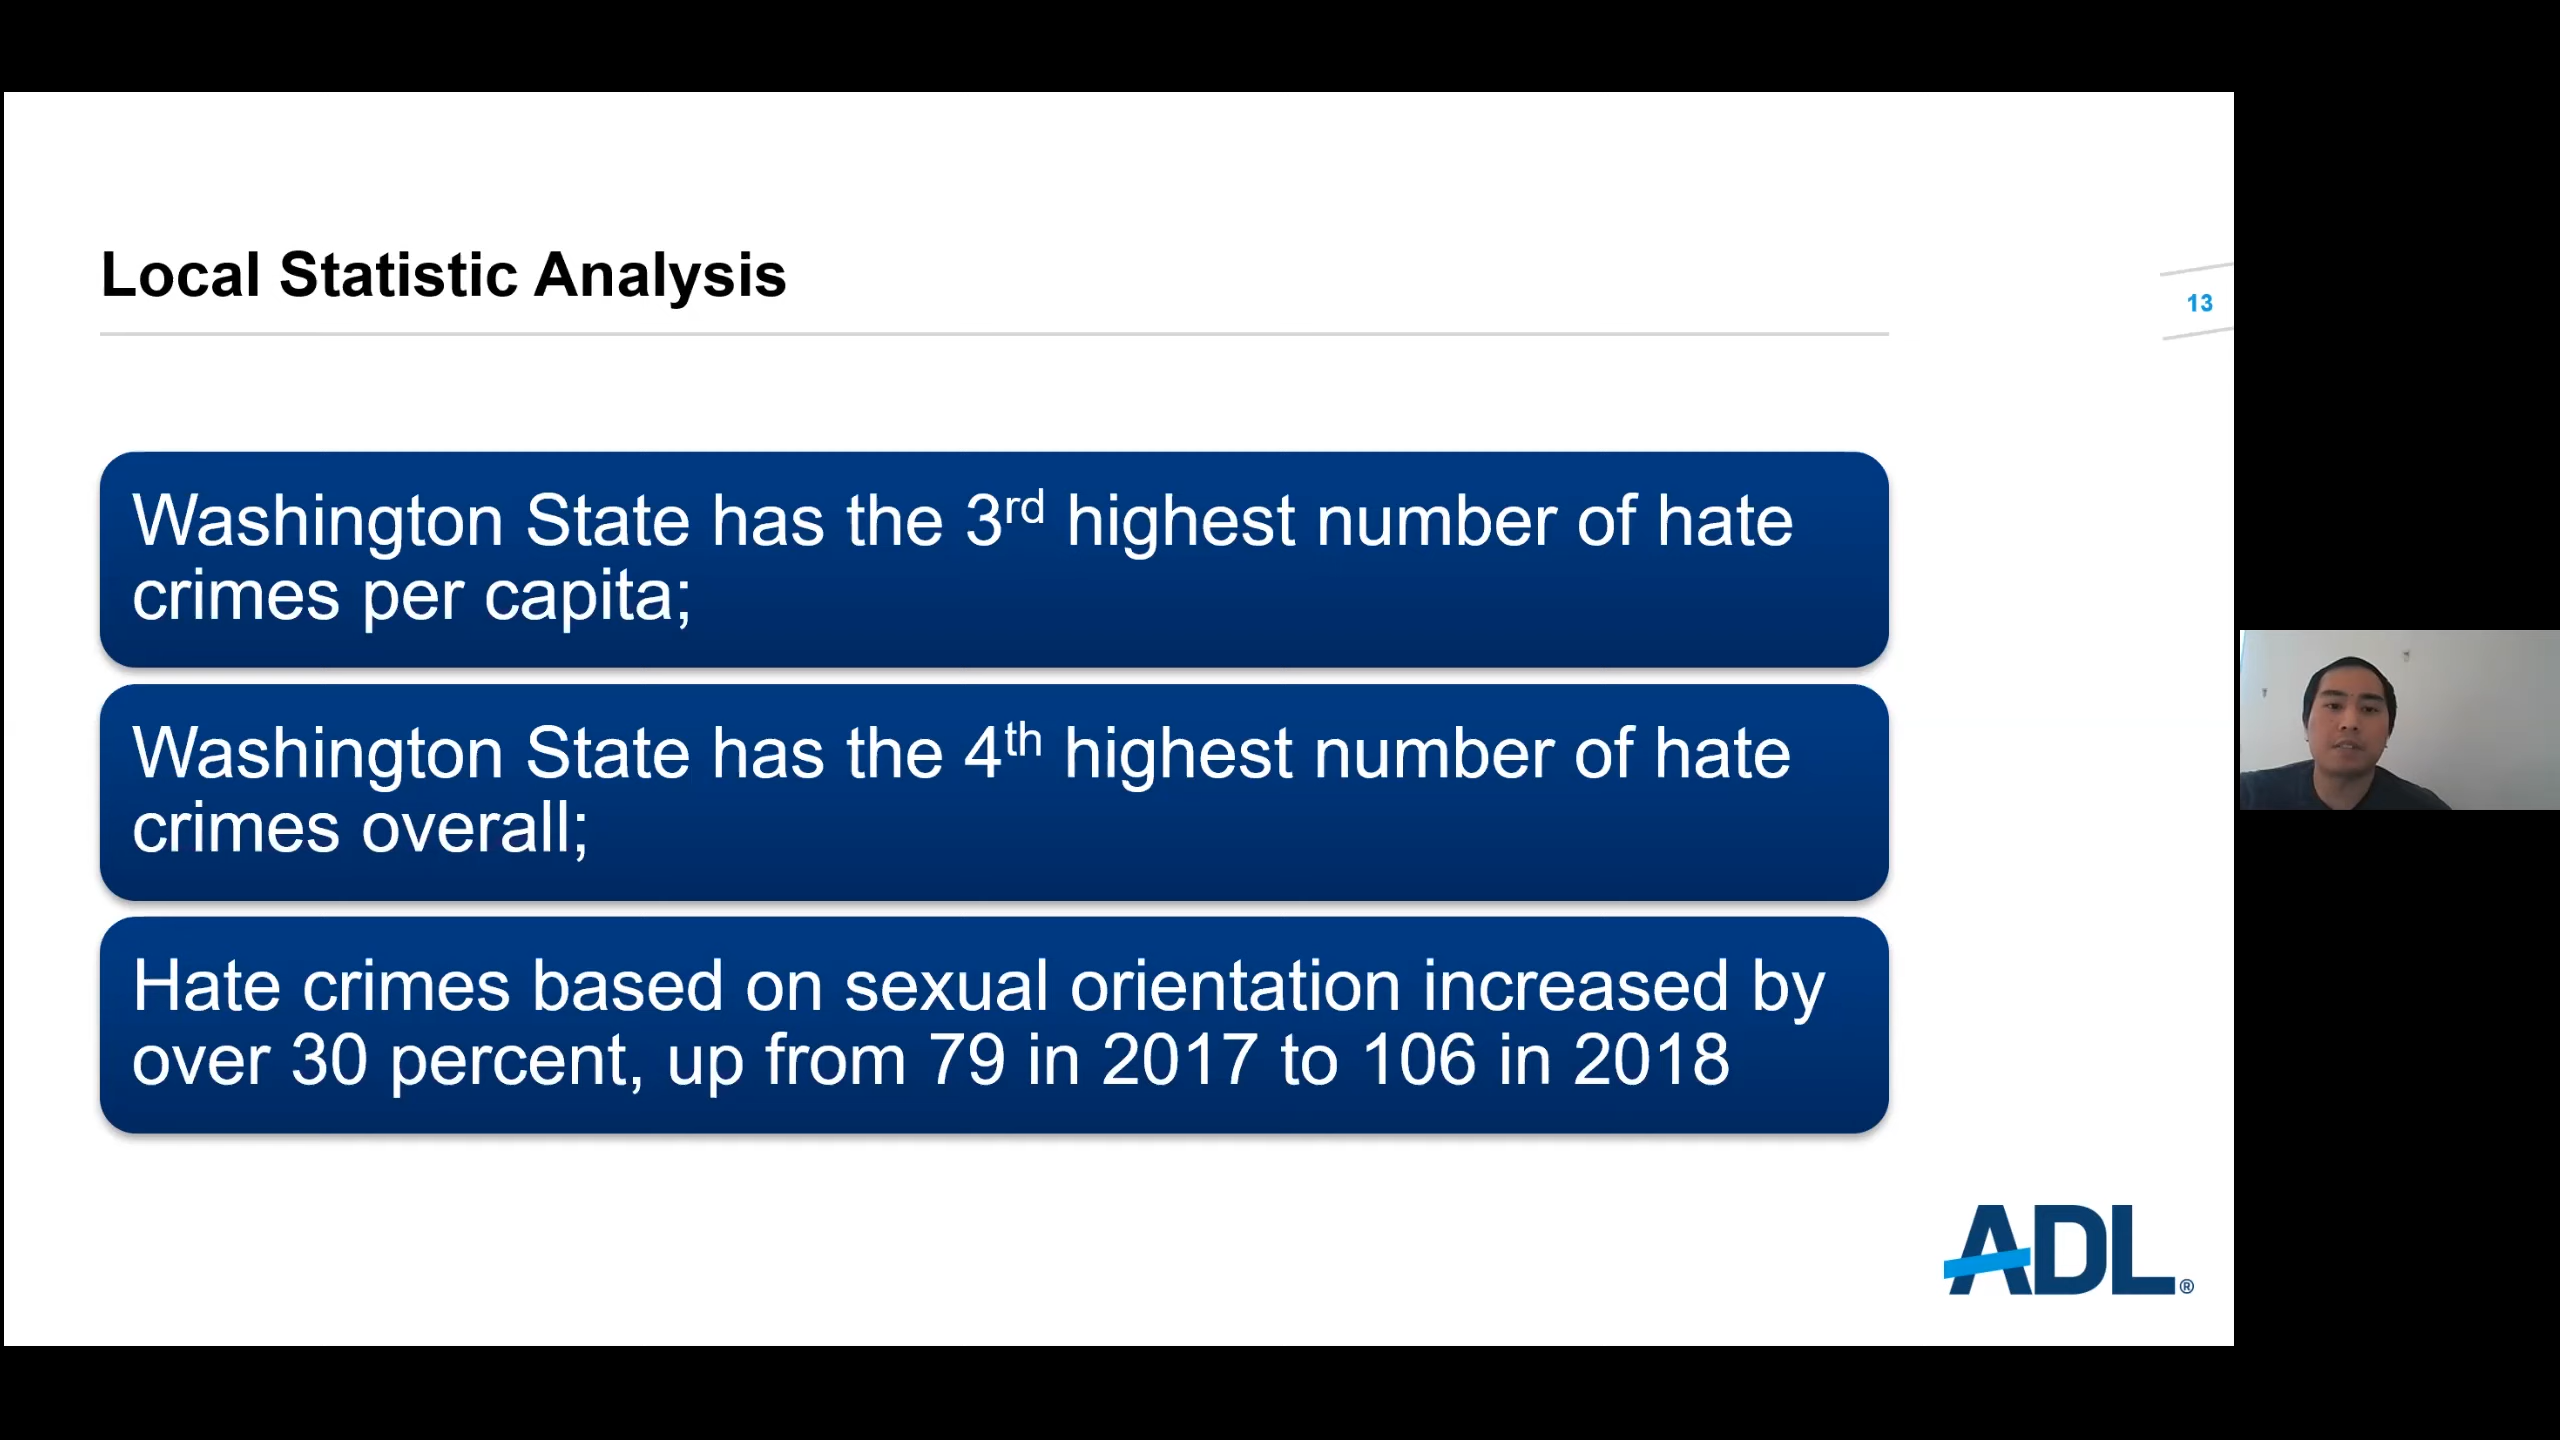 Local Statistic Analysis
13
Washington State has the 3rd highest number of hate
crimes per capita;
Washington State has the 4th highest number of hate
crimes overall;
Hate crimes based on sexual orientation increased by
over 30 percent, up from 79 in 2017 to 106 in 2018
ADL®